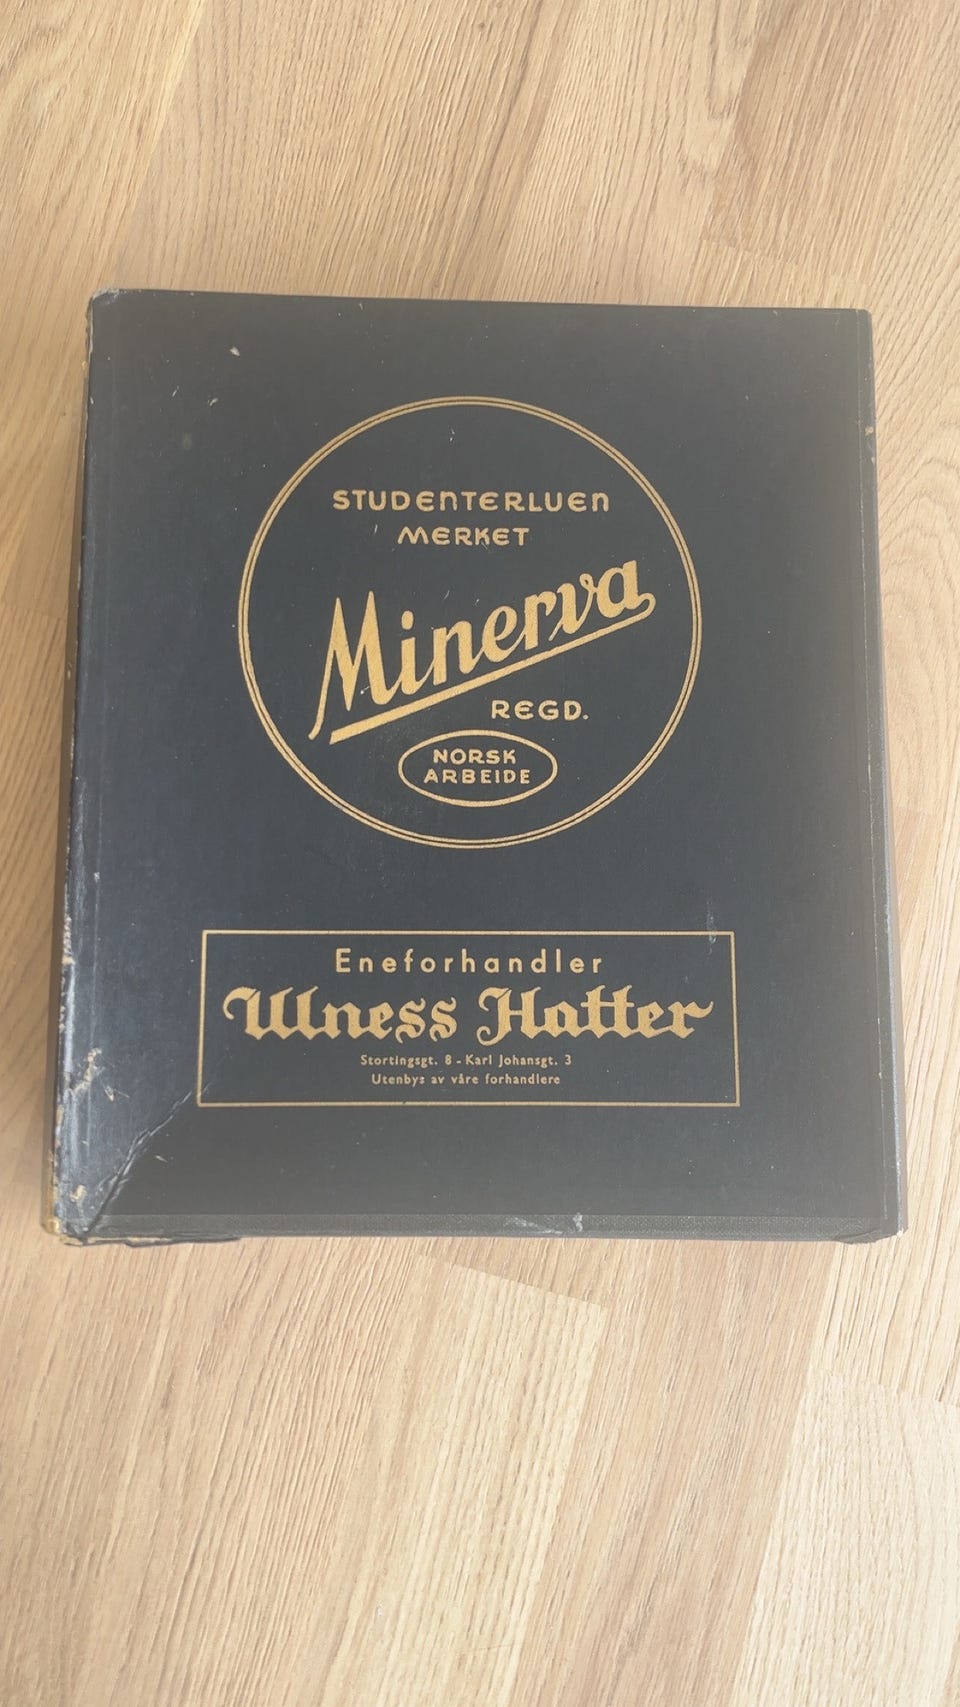 STUDENTERLUEN
MERKET
Minerva
REGD.
NORSK
ARBEIDE
Eneforhandler
Ulness Hatter
Stortingsgt. 8 - Karl Johansgt. 3
Utenbys av våre forhandlere